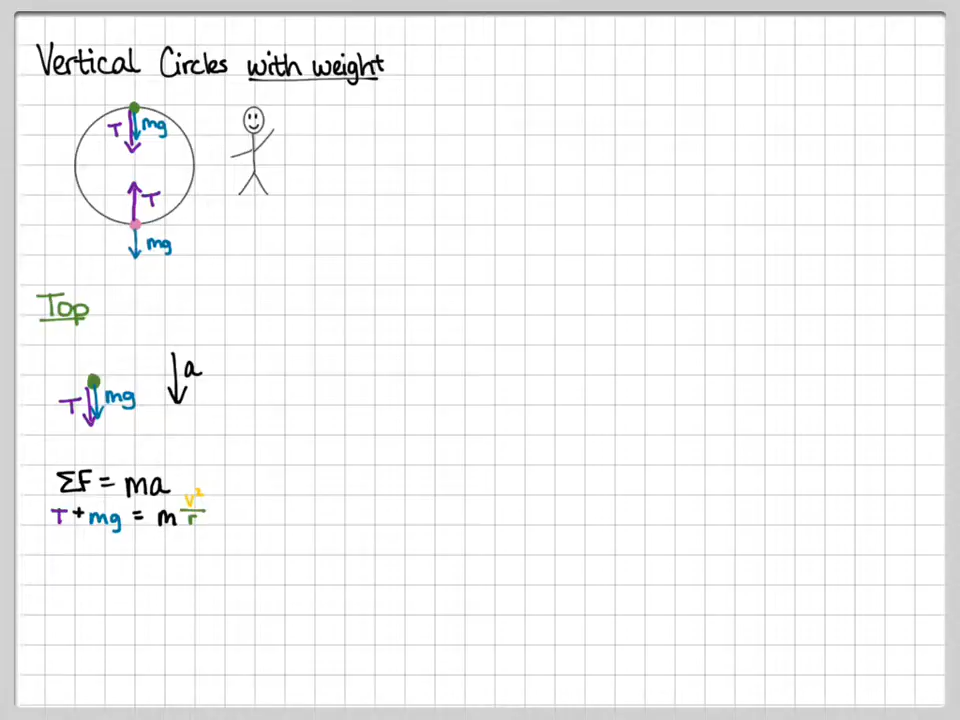 Vertical Circles with weight
T mg
T
mg
Top
a
T mg
ΣF = ma
T + mg = m v²/r